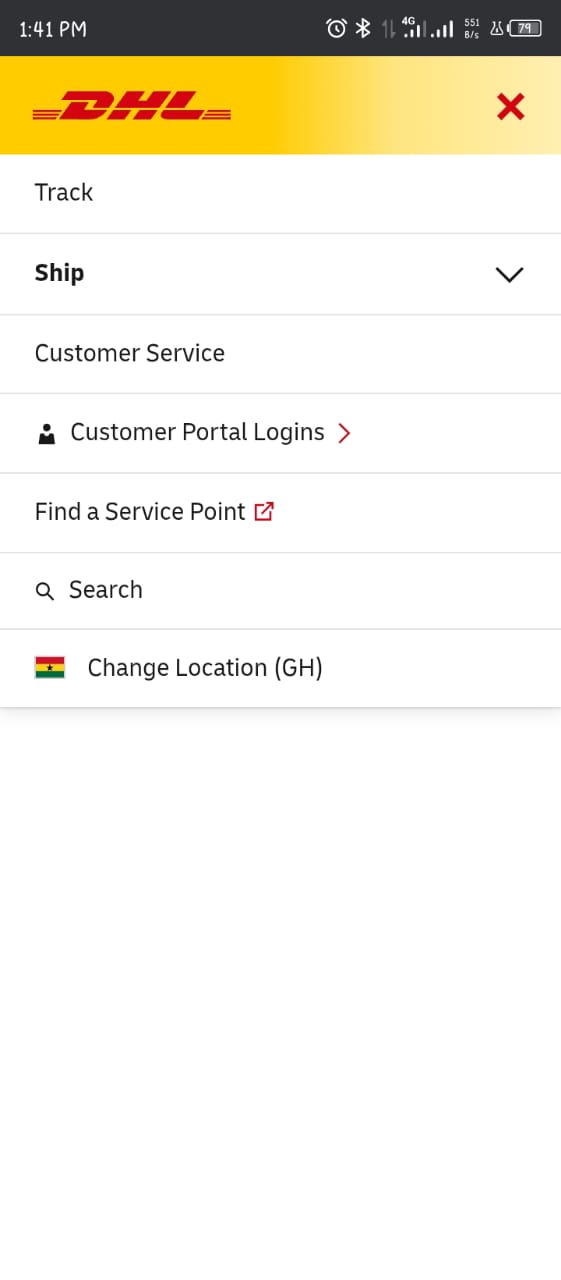 1:41 PM
4G
551
B/s
79
DHL
Track
Ship
Customer Service
Customer Portal Logins
Find a Service Point
Search
Change Location (GH)